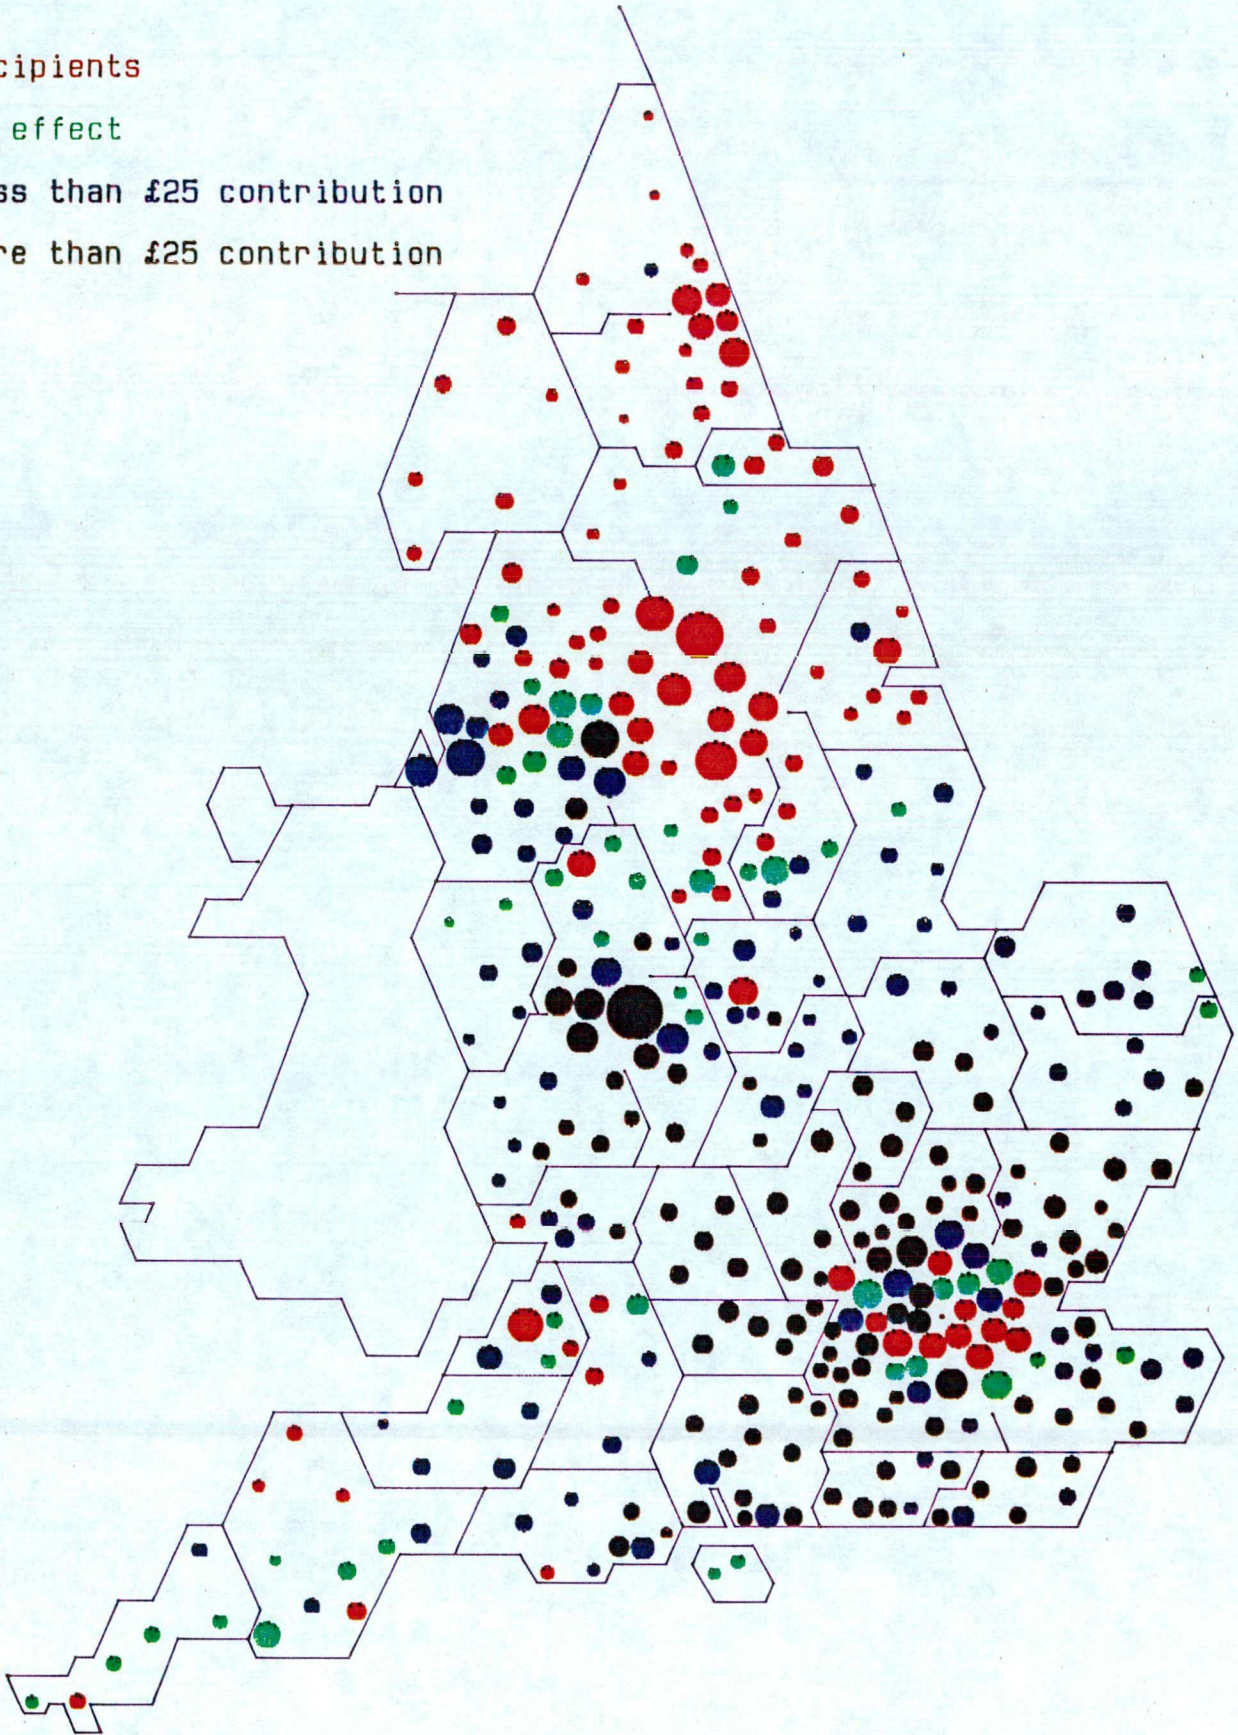 cipients
effect
ss than £25 contribution
re than £25 contribution